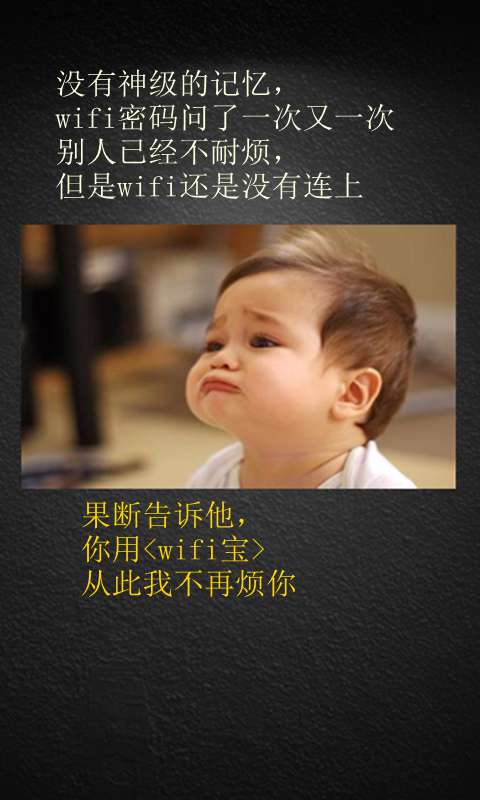 没有神级的记忆,
wifi密码问了一次又一次
别人己经不耐烦,
但是wifi还是没有连上
果断告诉他,
你用<wifi宝>
从此我不再烦你